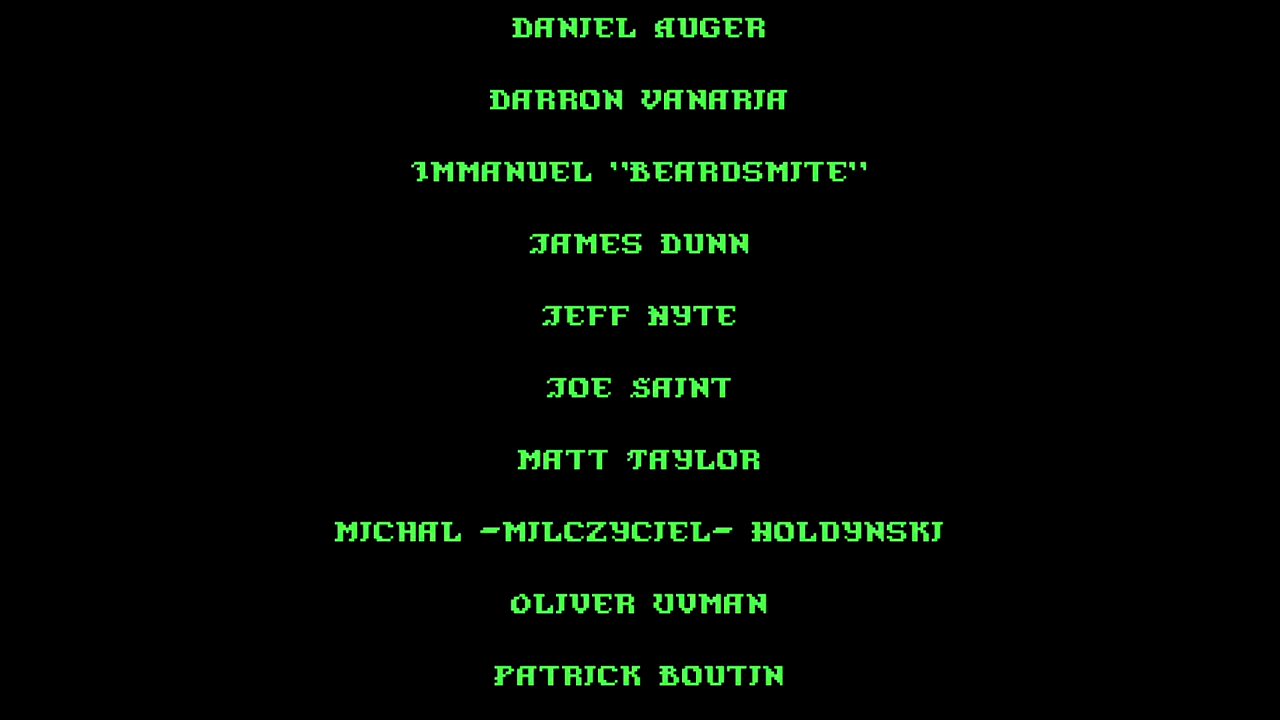 DANIEL AUGER
DARRON VANARIA
IMMANUEL "BEARDSMITE"
JAMES DUNN
JEFF NYTE
JOE SAINT
MATT TAYLOR
MICHAL -MILCZYCIEL- HOLDYNSKI
OLIVER UVMAN
PATRICK BOUTIN